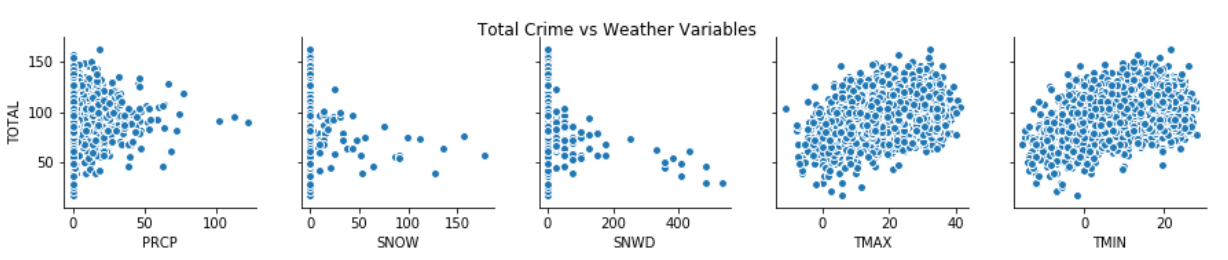 Total Crime vs Weather Variables
TOTAL
150
100
50
0 50 100
PRCP
0 50 100 150
SNOW
0 200 400
SNWD
0 20 40
TMAX
0 20
TMIN